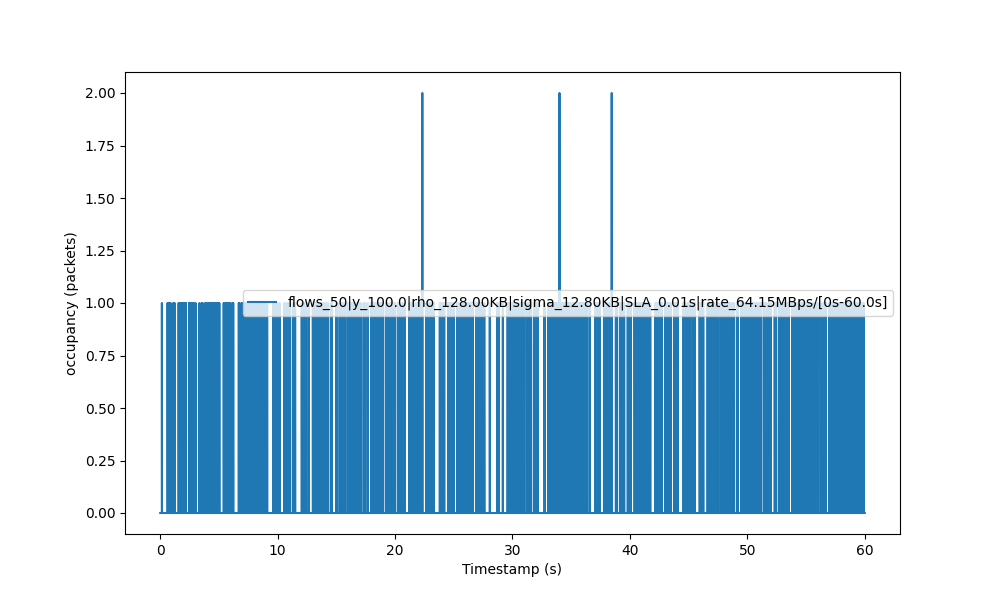 2.00
1.75
1.50
1.25
1.00
0.75
0.50
0.25
0.00
occupancy (packets)
flows_50|y_100.0|rho_128.00KB|sigma_12.80KB|SLA_0.01s|rate_64.15MBps/[0s-60.0s]
0 10 20 30 40 50 60
Timestamp (s)